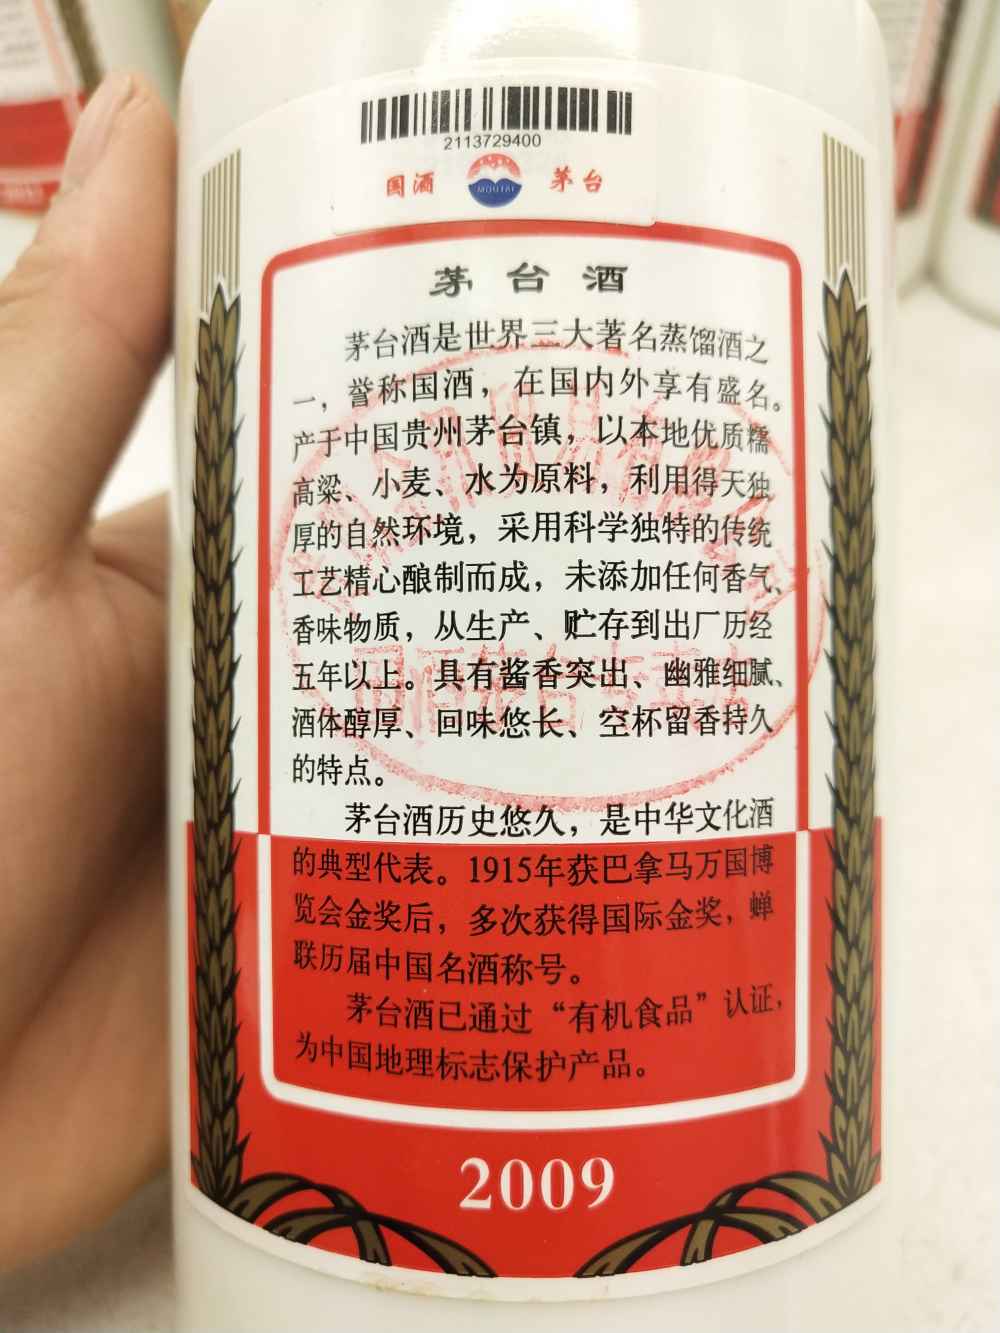 2113729400
国酒 MOUTAI 茅台
茅台酒
茅台酒是世界三大著名蒸馏酒之
一，誉称国酒，在国内外享有盛名。
产于中国贵州茅台镇，以本地优质糯
高粱、小麦、水为原料，利用得天独
厚的自然环境，采用科学独特的传统
工艺精心酿制而成，未添加任何香气、
香味物质，从生产、贮存到出厂历经
五年以上。具有酱香突出、幽雅细腻、
酒体醇厚、回味悠长、空杯留香持久
的特点。
茅台酒历史悠久，是中华文化酒
的典型代表。1915年获巴拿马万国博
览会金奖后，多次获得国际金奖，蝉
联历届中国名酒称号。
茅台酒已通过“有机食品”认证，
为中国地理标志保护产品。
2009